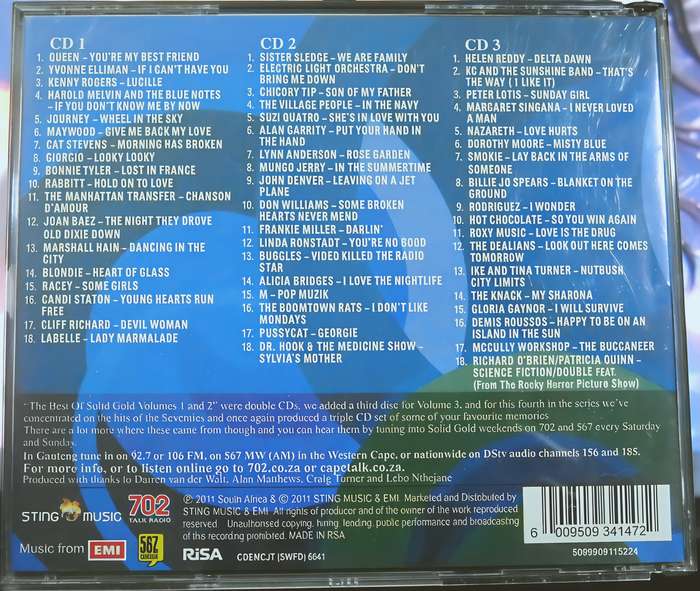 CD 1
1. QUEEN – YOU'RE MY BEST FRIEND
2. YVONNE ELLIMAN – IF I CAN'T HAVE YOU
3. KENNY ROGERS – LUCILLE
4. HAROLD MELVIN AND THE BLUE NOTES
– IF YOU DON'T KNOW ME BY NOW
5. JOURNEY – WHEEL IN THE SKY
6. MAYWOOD – GIVE ME BACK MY LOVE
7. CAT STEVENS – MORNING HAS BROKEN
8. GIORGIO – LOOKY LOOKY
9. BONNIE TYLER – LOST IN FRANCE
10. RABBITT – HOLD ON TO LOVE
11. THE MANHATTAN TRANSFER – CHANSON
D'AMOUR
12. JOAN BAEZ – THE NIGHT THEY DROVE
OLD DIXIE DOWN
13. MARSHALL HAIN – DANCING IN THE
CITY
14. BLONDIE – HEART OF GLASS
15. RACEY – SOME GIRLS
16. CANDI STATON – YOUNG HEARTS RUN
FREE
17. CLIFF RICHARD – DEVIL WOMAN
18. LABELLE – LADY MARMALADE
CD 2
1. SISTER SLEDGE – WE ARE FAMILY
2. ELECTRIC LIGHT ORCHESTRA – DON'T
BRING ME DOWN
3. CHICORY TIP – SON OF MY FATHER
4. THE VILLAGE PEOPLE – IN THE NAVY
5. SUZI QUATRO – SHE'S IN LOVE WITH YOU
6. ALAN GARRITY – PUT YOUR HAND IN
THE HAND
7. LYNN ANDERSON – ROSE GARDEN
8. MUNGO JERRY – IN THE SUMMERTIME
9. JOHN DENVER – LEAVING ON A JET
PLANE
10. DON WILLIAMS – SOME BROKEN
HEARTS NEVER MEND
11. FRANKIE MILLER – DARLIN'
12. LINDA RONSTADT – YOU'RE NO BOOD
13. BUGGLES – VIDEO KILLED THE RADIO
STAR
14. ALICIA BRIDGES – I LOVE THE NIGHTLIFE
15. M – POP MUZIK
16. THE BOOMTOWN RATS – I DON'T LIKE
MONDAYS
17. PUSSYCAT – GEORGIE
18. DR. HOOK & THE MEDICINE SHOW –
SYLVIA'S MOTHER
CD 3
1. HELEN REDDY – DELTA DAWN
2. KC AND THE SUNSHINE BAND – THAT'S
THE WAY (I LIKE IT)
3. PETER LOTIS – SUNDAY GIRL
4. MARGARET SINGANA – I NEVER LOVED
A MAN
5. NAZARETH – LOVE HURTS
6. DOROTHY MOORE – MISTY BLUE
7. SMOKIE – LAY BACK IN THE ARMS OF
SOMEONE
8. BILLIE JO SPEARS – BLANKET ON THE
GROUND
9. RODRIGUEZ – I WONDER
10. HOT CHOCOLATE – SO YOU WIN AGAIN
11. ROXY MUSIC – LOVE IS THE DRUG
12. THE DEALIANS – LOOK OUT HERE COMES
TOMORROW
13. IKE AND TINA TURNER – NUTBUSH
CITY LIMITS
14. THE KNACK – MY SHARONA
15. GLORIA GAYNOR – I WILL SURVIVE
16. DEMIS ROUSSOS – HAPPY TO BE ON AN
ISLAND IN THE SUN
17. MCCULLY WORKSHOP – THE BUCCANEER
18. RICHARD O'BRIEN/PATRICIA QUINN –
SCIENCE FICTION/DOUBLE FEAT.
(From The Rocky Horror Picture Show)
"The Best Of Solid Gold Volumes 1 and 2" were double CDs, we added a third disc for Volume 3, and for this fourth in the series we've
concentrated on the hits of the Seventies and once again produced a triple CD set of some of your favourite memories
There are a lot more where these came from though and you can hear them by tuning into Solid Gold weekends on 702 and 567 every Saturday
and Sunday.
In Gauteng tune in on 92.7 or 106 FM, on 567 MW (AM) in the Western Cape, or nationwide on DStv audio channels 156 and 185.
For more info, or to listen online go to 702.co.za or capetalk.co.za.
Produced with thanks to Darren van der Walt, Alan Matthews, Craig Turner and Lebo Nthejane
STING MUSIC
702
TALK RADIO
Music from EMI
567
CAPETALK
RiSA
℗ 2011 South Africa & © 2011 STING MUSIC & EMI. Marketed and Distributed by
STING MUSIC & EMI. All rights of producer and of the owner of the work reproduced
reserved. Unauthorised copying, hiring, lending, public performance and broadcasting
of this recording prohibited. MADE IN RSA
CDENCJT (SWFD) 6641
6 009509 341472
5099909115224